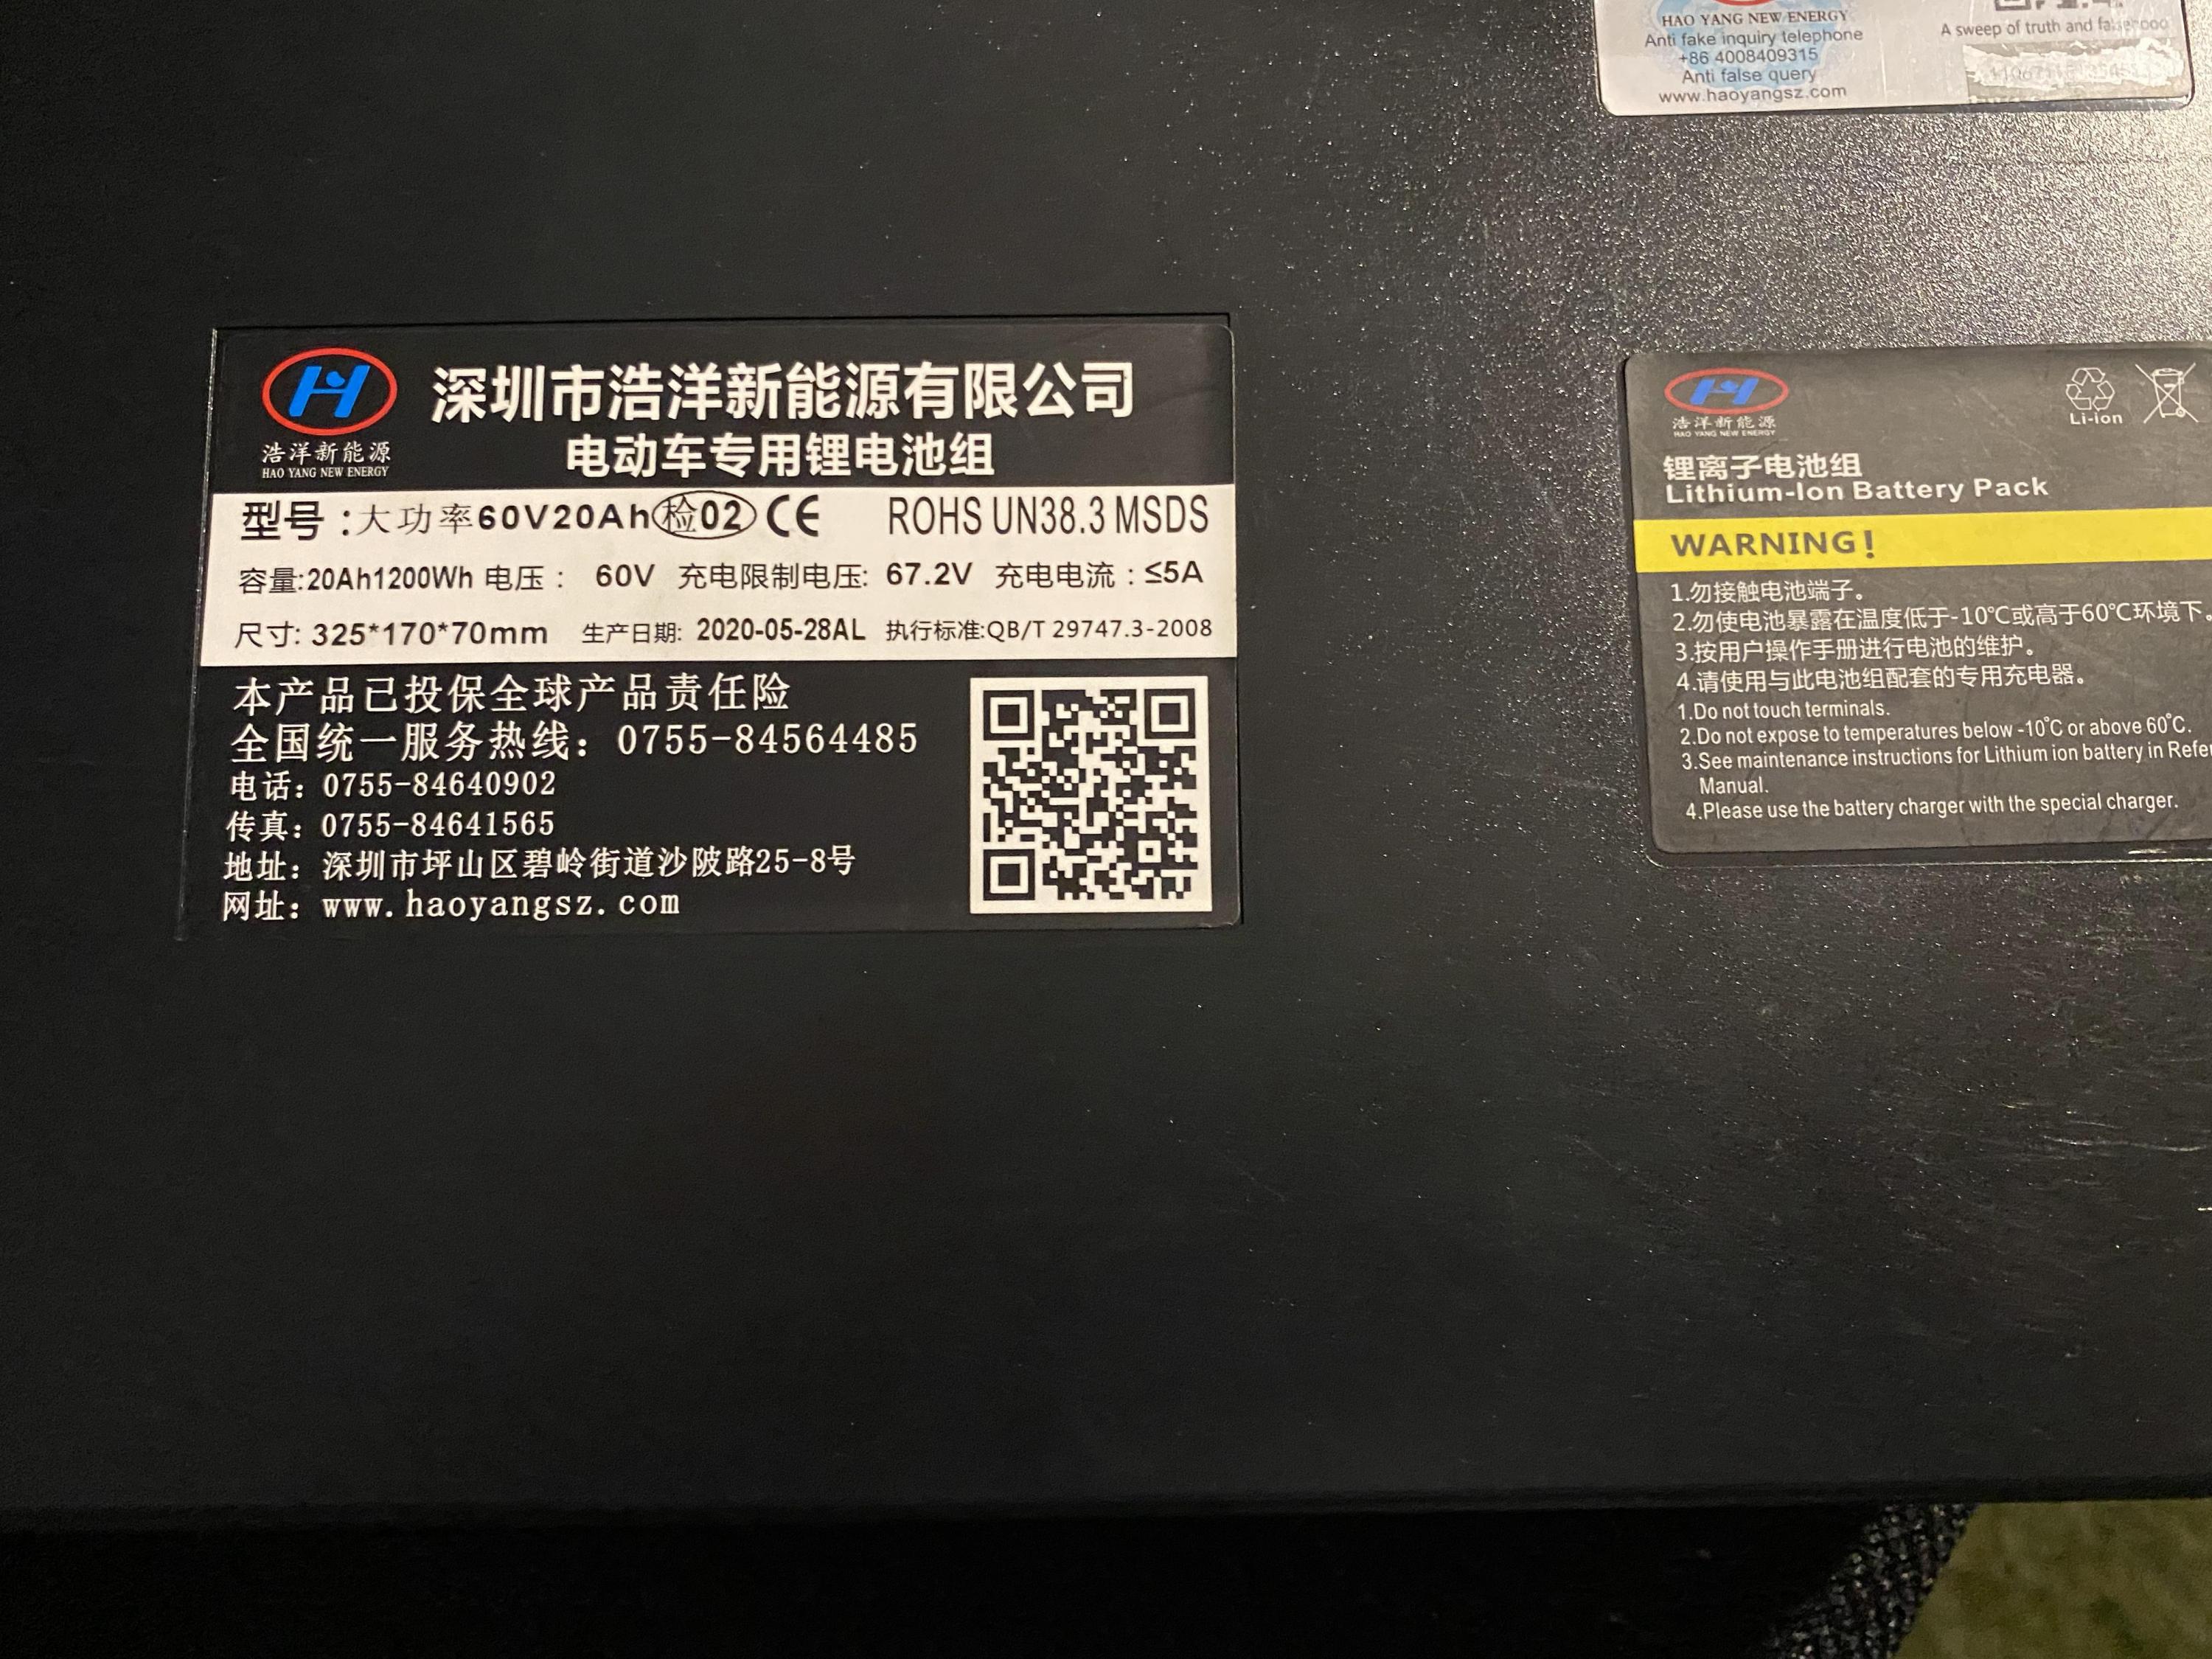 HAO YANG NEW ENERGY
Anti fake inquiry telephone
+86 4008409315
Anti false query
www.haoyangsz.com
A sweep of truth and falsehood
浩洋新能源
HAO YANG NEW ENERGY
深圳市浩洋新能源有限公司
电动车专用锂电池组
型号:大功率60V20Ah 检02 CE ROHS UN38.3 MSDS
容量:20Ah1200Wh 电压: 60V 充电限制电压: 67.2V 充电电流:≤5A
尺寸: 325*170*70mm 生产日期: 2020-05-28AL 执行标准:QB/T 29747.3-2008
本产品已投保全球产品责任险
全国统一服务热线: 0755-84564485
电话: 0755-84640902
传真: 0755-84641565
地址: 深圳市坪山区碧岭街道沙陂路25-8号
网址: www.haoyangsz.com
浩洋新能源
HAO YANG NEW ENERGY
Li-ion
锂离子电池组
Lithium-Ion Battery Pack
WARNING!
1.勿接触电池端子。
2.勿使电池暴露在温度低于-10℃或高于60℃环境下。
3.按用户操作手册进行电池的维护。
4.请使用与此电池组配套的专用充电器。
1.Do not touch terminals.
2.Do not expose to temperatures below -10℃ or above 60℃.
3.See maintenance instructions for Lithium ion battery in Refe
Manual.
4.Please use the battery charger with the special charger.